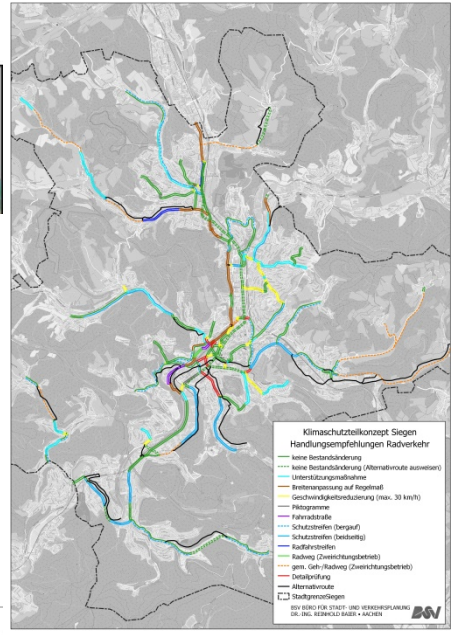 Klimaschutzteilkonzept Siegen
Handlungsempfehlungen Radverkehr
keine Bestandsänderung
keine Bestandsänderung (Alternativroute ausweisen)
Unterstützungsmaßnahme
Breitenanpassung auf Regelmaß
Geschwindigkeitsreduzierung (max. 30 km/h)
Piktogramme
Fahrradstraße
Schutzstreifen (bergauf)
Schutzstreifen (beidseitig)
Radfahrstreifen
Radweg (Zweirichtungsbetrieb)
gem. Geh-/Radweg (Zweirichtungsbetrieb)
Detailprüfung
Alternativroute
StadtgrenzeSiegen
BSV BÜRO FÜR STADT- UND VERKEHRSPLANUNG
DR.-ING. REINHOLD BAIER • AACHEN
BSV